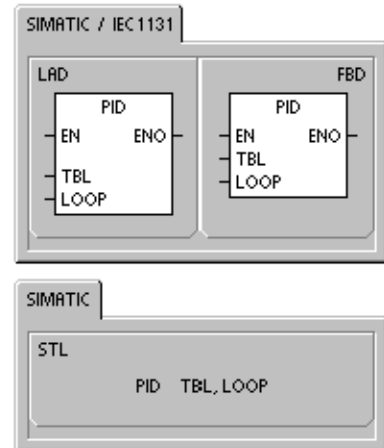 SIMATIC / IEC 1131
LAD
FBD
PID
EN ENO
TBL
LOOP
PID
EN ENO
TBL
LOOP
SIMATIC
STL
PID TBL, LOOP